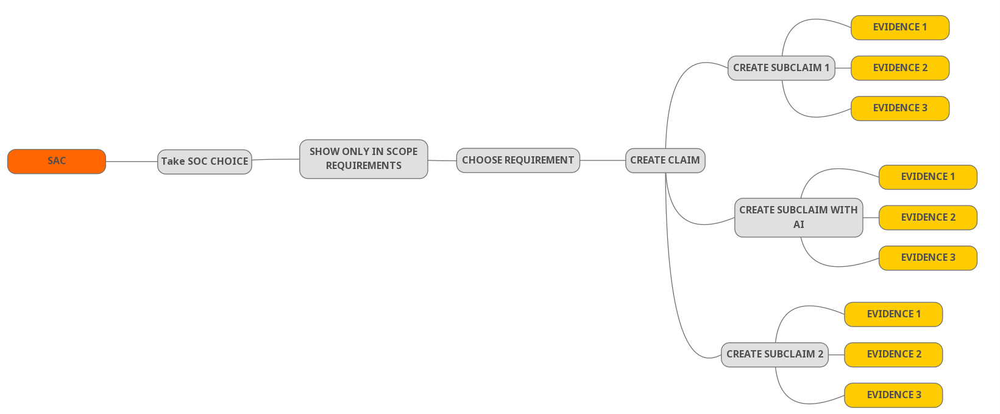 SAC
Take SOC CHOICE
SHOW ONLY IN SCOPE
REQUIREMENTS
CHOOSE REQUIREMENT
CREATE CLAIM
CREATE SUBCLAIM 1
EVIDENCE 1
EVIDENCE 2
EVIDENCE 3
CREATE SUBCLAIM WITH
AI
EVIDENCE 1
EVIDENCE 2
EVIDENCE 3
CREATE SUBCLAIM 2
EVIDENCE 1
EVIDENCE 2
EVIDENCE 3